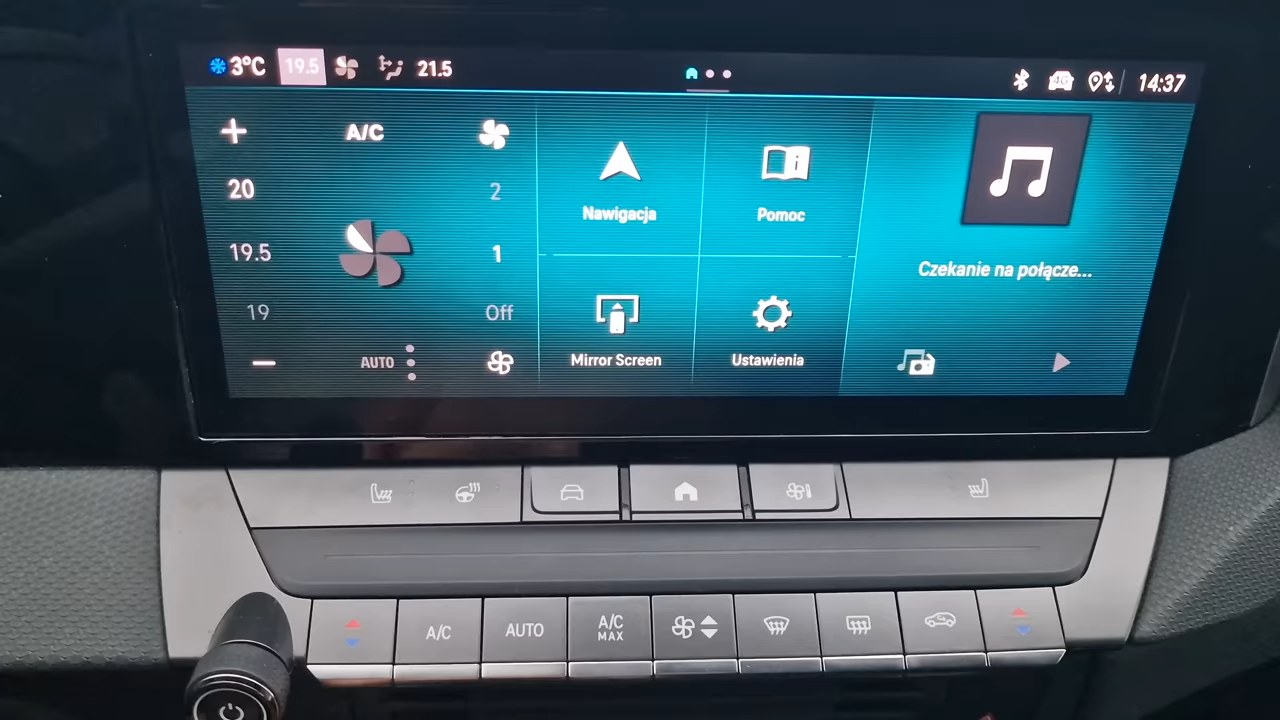 3°C 19.5 21.5 4G 14:37
A/C
20
2
19.5
1
19
Off
AUTO
Nawigacja
Pomoc
Mirror Screen
Ustawienia
Czekanie na połącze...
A/C
AUTO
A/C
MAX